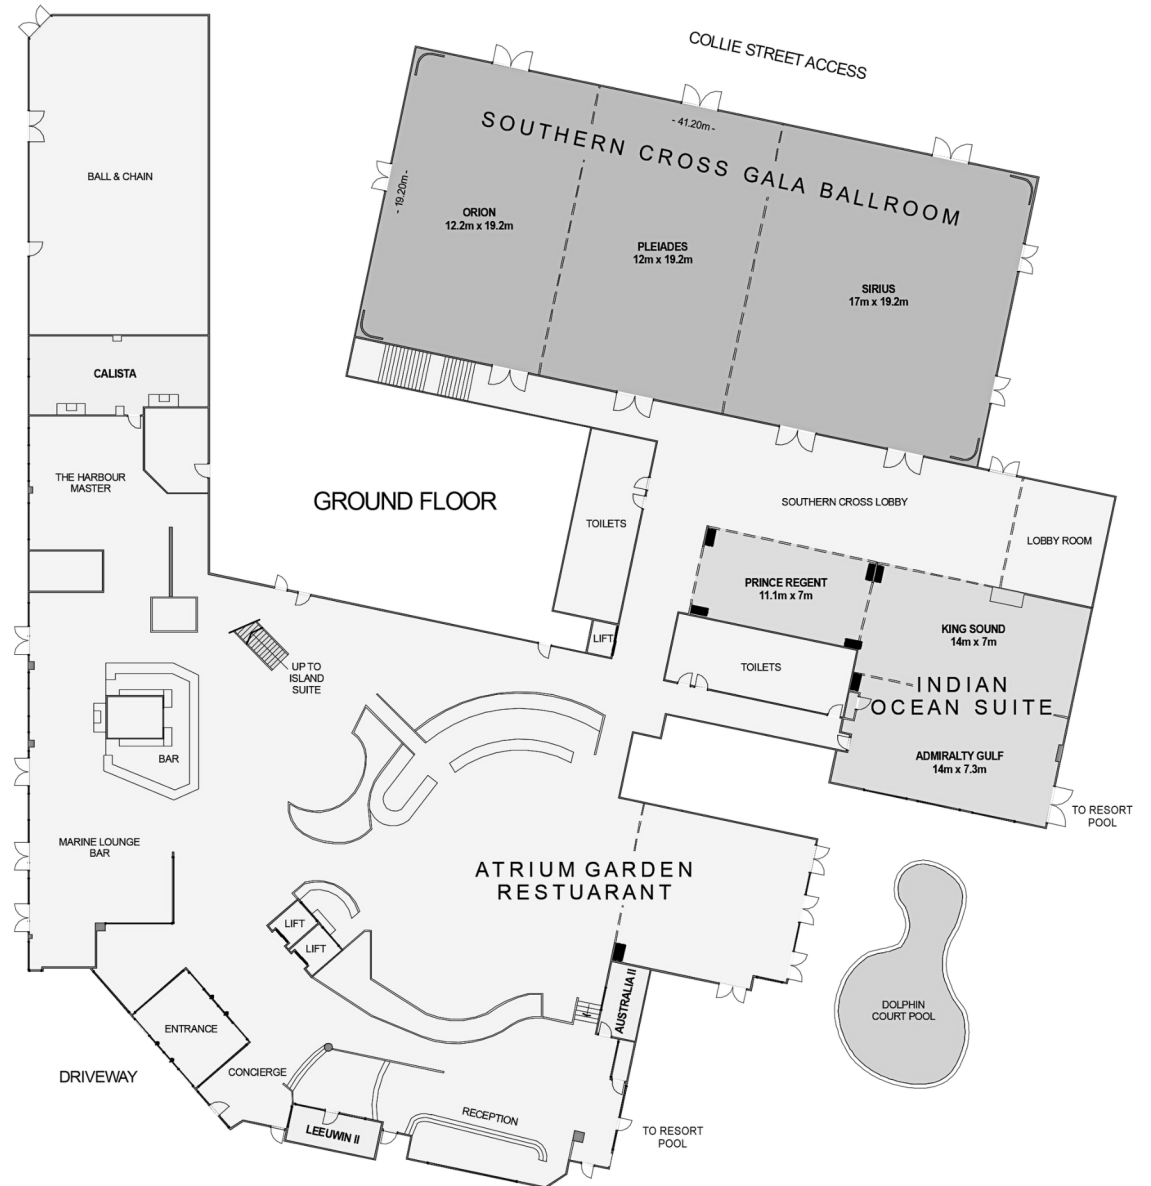 COLLIE STREET ACCESS
- 41.20m -
- 19.20m -
SOUTHERN CROSS GALA BALLROOM
BALL & CHAIN
ORION
12.2m x 19.2m
PLEIADES
12m x 19.2m
SIRIUS
17m x 19.2m
CALISTA
THE HARBOUR
MASTER
GROUND FLOOR
TOILETS
SOUTHERN CROSS LOBBY
LOBBY ROOM
PRINCE REGENT
11.1m x 7m
LIFT
KING SOUND
14m x 7m
TOILETS
UP TO
ISLAND
SUITE
INDIAN
OCEAN SUITE
BAR
ADMIRALTY GULF
14m x 7.3m
TO RESORT
POOL
MARINE LOUNGE
BAR
ATRIUM GARDEN
RESTUARANT
LIFT
LIFT
AUSTRALIA II
DOLPHIN
COURT POOL
ENTRANCE
DRIVEWAY
CONCIERGE
RECEPTION
LEEUWIN II
TO RESORT
POOL